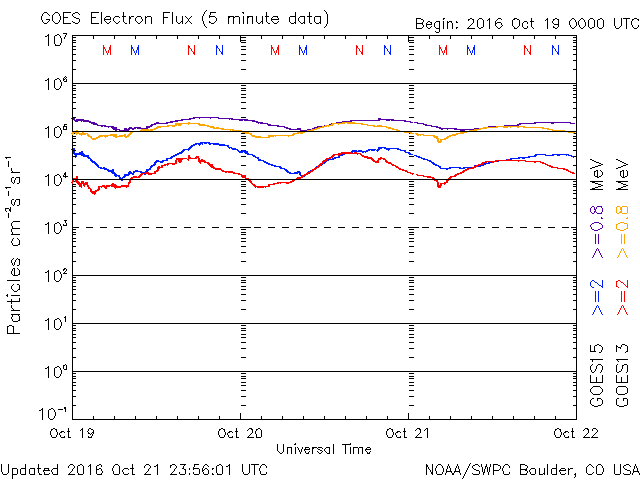 GOES Electron Flux (5 minute data)
Begin: 2016 Oct 19 0000 UTC
10⁷
M M N N M M N N M M N N
10⁶
10⁵
10⁴
10³
10²
10¹
10⁰
10⁻¹
Particles cm⁻²s⁻¹sr⁻¹
Oct 19 Oct 20 Oct 21 Oct 22
Universal Time
GOES15 >=2 >=0.8 MeV
GOES13 >=2 >=0.8 MeV
Updated 2016 Oct 21 23:56:01 UTC
NOAA/SWPC Boulder, CO USA